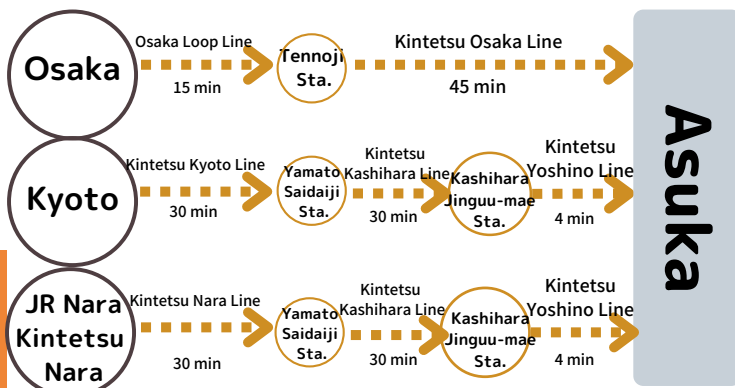 Osaka
Osaka Loop Line
15 min
Tennoji
Sta.
Kintetsu Osaka Line
45 min
Kyoto
Kintetsu Kyoto Line
30 min
Yamato
Saidaiji
Sta.
Kintetsu
Kashihara Line
30 min
Kashihara
Jinguu-mae
Sta.
Kintetsu
Yoshino Line
4 min
JR Nara
Kintetsu
Nara
Kintetsu Nara Line
30 min
Yamato
Saidaiji
Sta.
Kintetsu
Kashihara Line
30 min
Kashihara
Jinguu-mae
Sta.
Kintetsu
Yoshino Line
4 min
Asuka